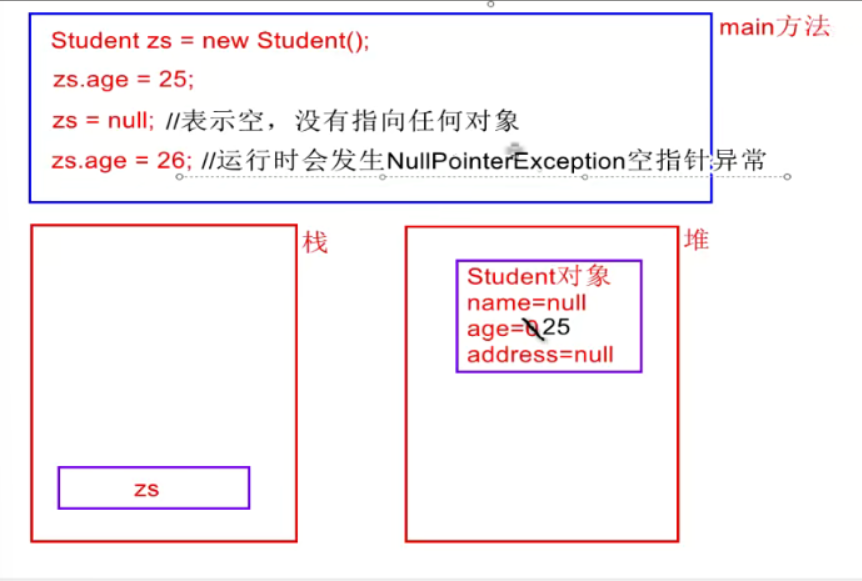 main方法
Student zs = new Student();
zs.age = 25;
zs = null; //表示空，没有指向任何对象
zs.age = 26; //运行时会发生NullPointerException空指针异常
栈
堆
Student对象
name=null
age=0 25
address=null
zs